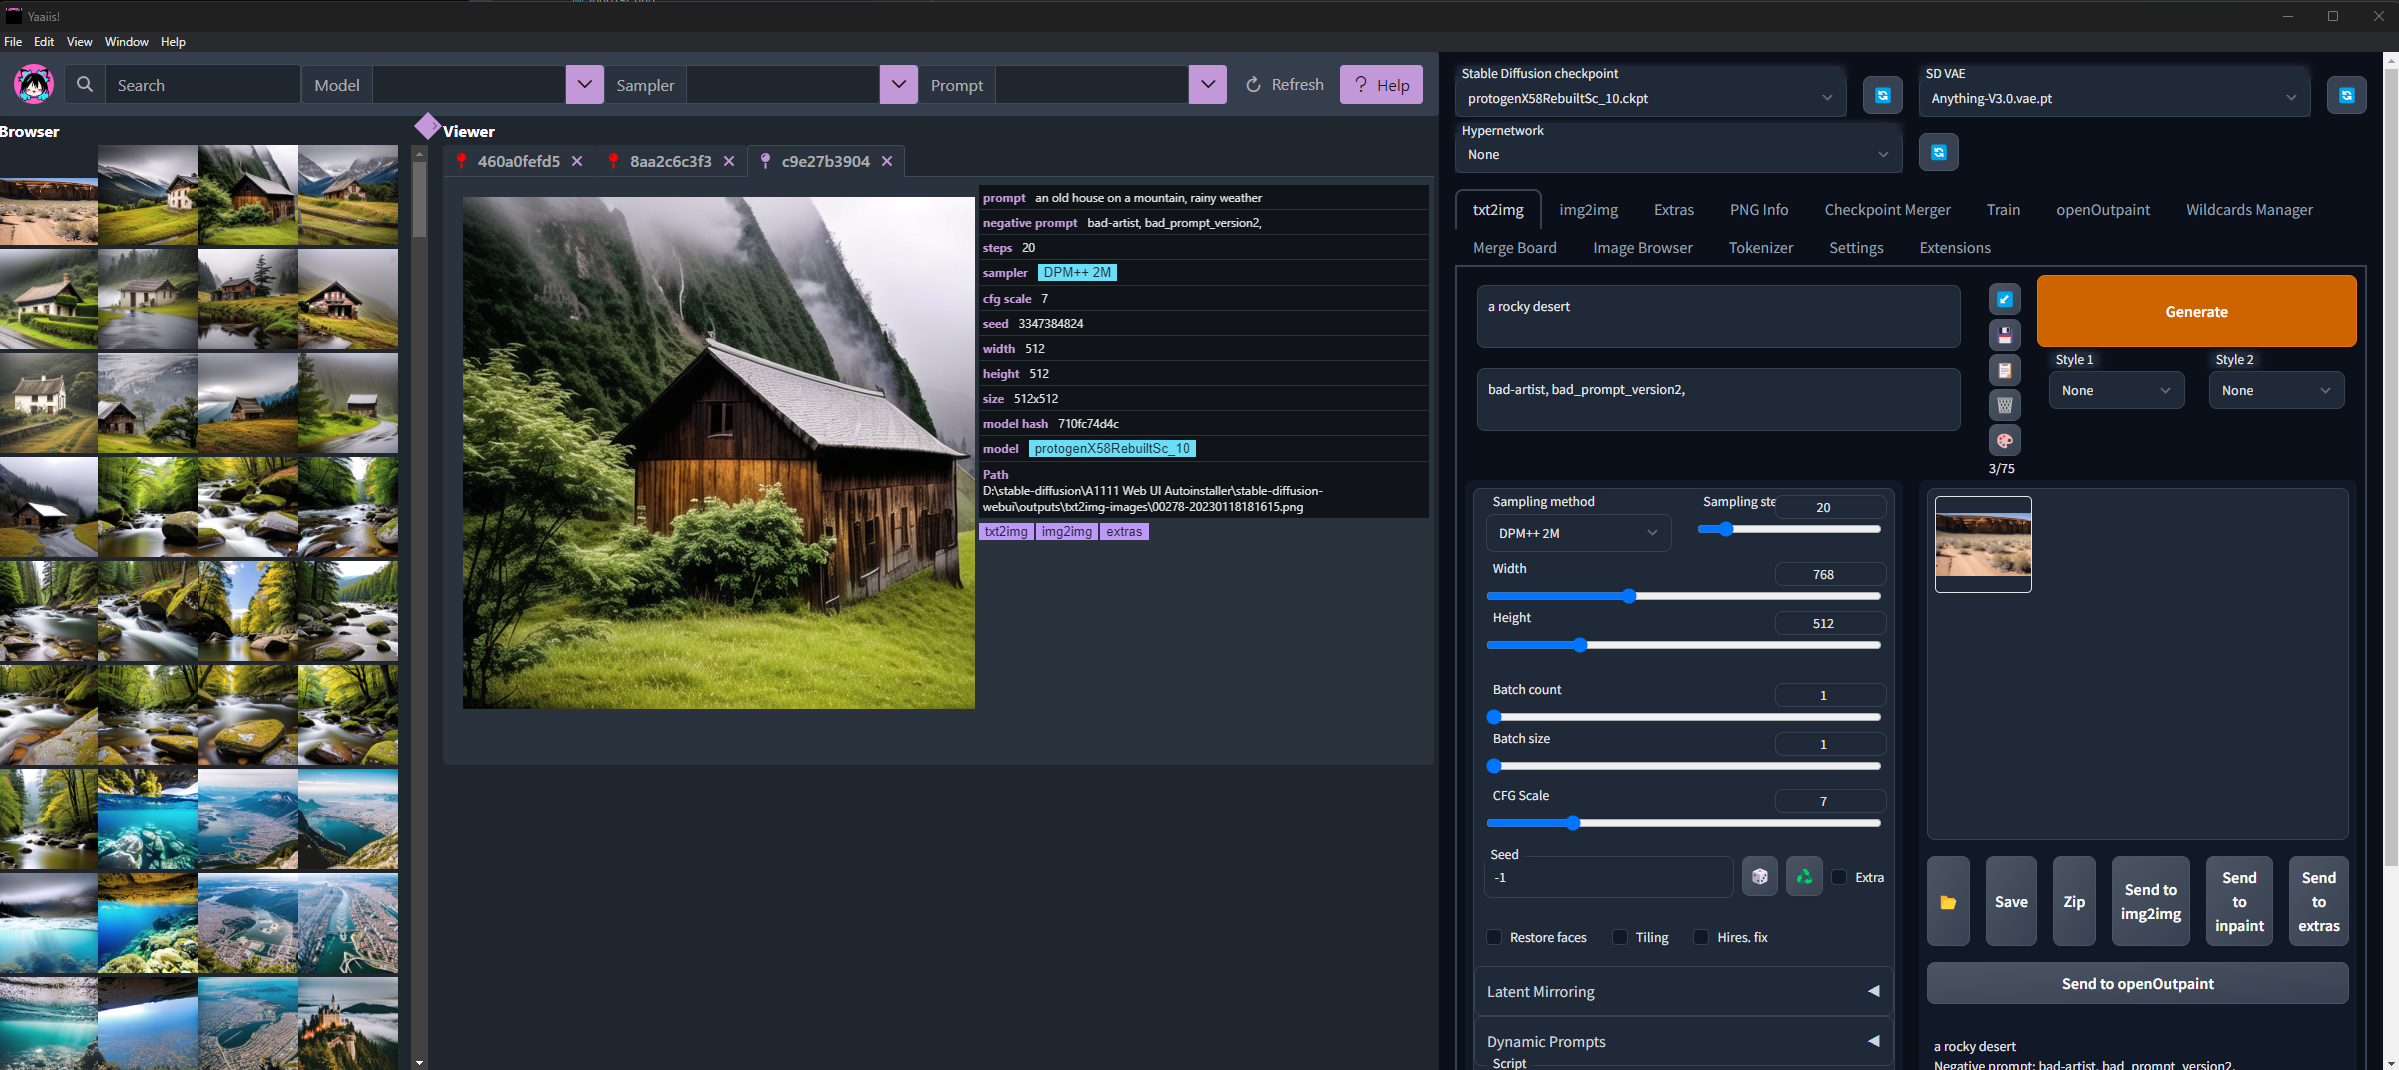 Yaaiis!
File Edit View Window Help
Search Model Sampler Prompt Refresh ? Help
Browser
Viewer
460a0fefd5 8aa2c6c3f3 c9e27b3904
prompt an old house on a mountain, rainy weather
negative prompt bad-artist, bad_prompt_version2,
steps 20
sampler DPM++ 2M
cfg scale 7
seed 3347384824
width 512
height 512
size 512x512
model hash 710fc74d4c
model protogenX58RebuiltSc_10
Path
D:\stable-diffusion\A1111 Web UI Autoinstaller\stable-diffusion-
webui\outputs\txt2img-images\00278-20230118181615.png
txt2img img2img extras
Stable Diffusion checkpoint
protogenX58RebuiltSc_10.ckpt
SD VAE
Anything-V3.0.vae.pt
Hypernetwork
None
txt2img img2img Extras PNG Info Checkpoint Merger Train openOutpaint Wildcards Manager
Merge Board Image Browser Tokenizer Settings Extensions
a rocky desert
bad-artist, bad_prompt_version2,
3/75
Generate
Style 1 Style 2
None None
Sampling method
DPM++ 2M
Sampling ste 20
Width 768
Height 512
Batch count 1
Batch size 1
CFG Scale 7
Seed
-1
Extra
Restore faces Tiling Hires. fix
Latent Mirroring
Dynamic Prompts
Script
Save
Zip
Send to
img2img
Send
to
inpaint
Send
to
extras
Send to openOutpaint
a rocky desert
Negative prompt: bad-artist, bad_prompt_version2,